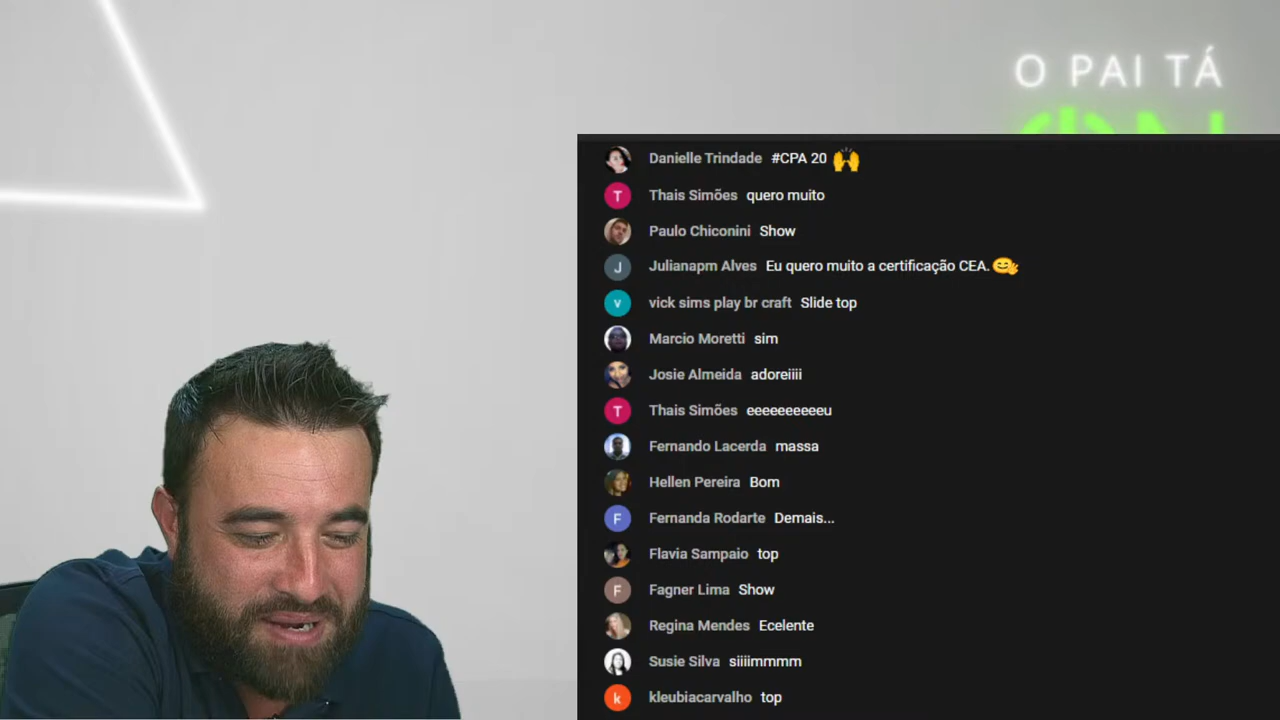 O PAI TÁ
ON
Danielle Trindade #CPA 20 🙌
T Thais Simões quero muito
Paulo Chiconini Show
J Julianapm Alves Eu quero muito a certificação CEA. 🤗
v vick sims play br craft Slide top
Marcio Moretti sim
Josie Almeida adoreiiii
T Thais Simões eeeeeeeeeeu
Fernando Lacerda massa
Hellen Pereira Bom
F Fernanda Rodarte Demais...
Flavia Sampaio top
F Fagner Lima Show
Regina Mendes Ecelente
Susie Silva siiiimmmm
k kleubiacarvalho top